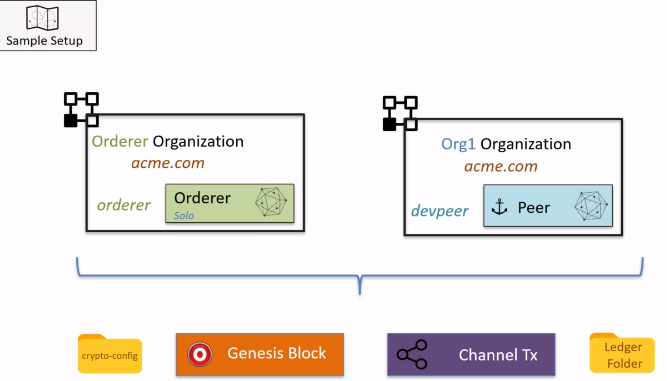 Sample Setup
Orderer Organization
acme.com
orderer
Orderer
Solo
Org1 Organization
acme.com
devpeer
Peer
crypto-config
Genesis Block
Channel Tx
Ledger
Folder